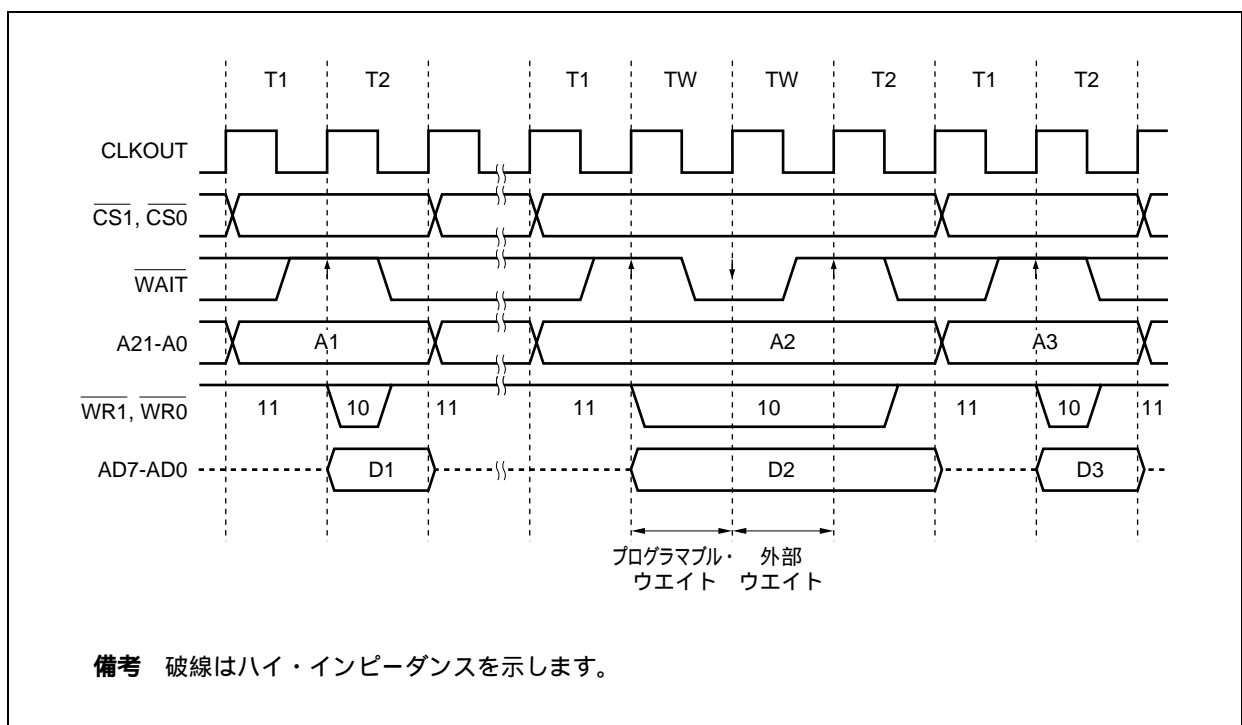 T1 T2 T1 TW TW T2 T1 T2
CLKOUT
CS1, CS0
WAIT
A21-A0 A1 A2 A3
WR1, WR0 11 10 11 11 10 11 10 11
AD7-AD0 D1 D2 D3
プログラマブル・ 外部
ウエイト ウエイト
備考 破線はハイ・インピーダンスを示します。